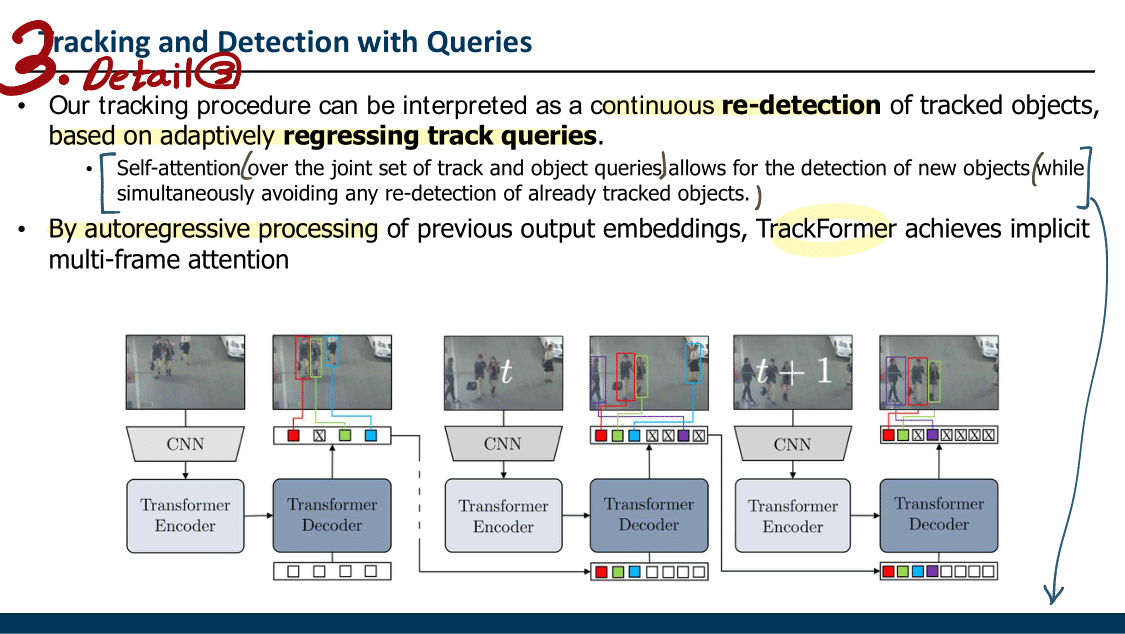 Tracking and Detection with Queries
3. Detail ③
• Our tracking procedure can be interpreted as a continuous re-detection of tracked objects,
based on adaptively regressing track queries.
• Self-attention (over the joint set of track and object queries) allows for the detection of new objects (while
simultaneously avoiding any re-detection of already tracked objects. )
• By autoregressive processing of previous output embeddings, TrackFormer achieves implicit
multi-frame attention
t
t + 1
CNN
CNN
CNN
Transformer
Encoder
Transformer
Decoder
Transformer
Encoder
Transformer
Decoder
Transformer
Encoder
Transformer
Decoder